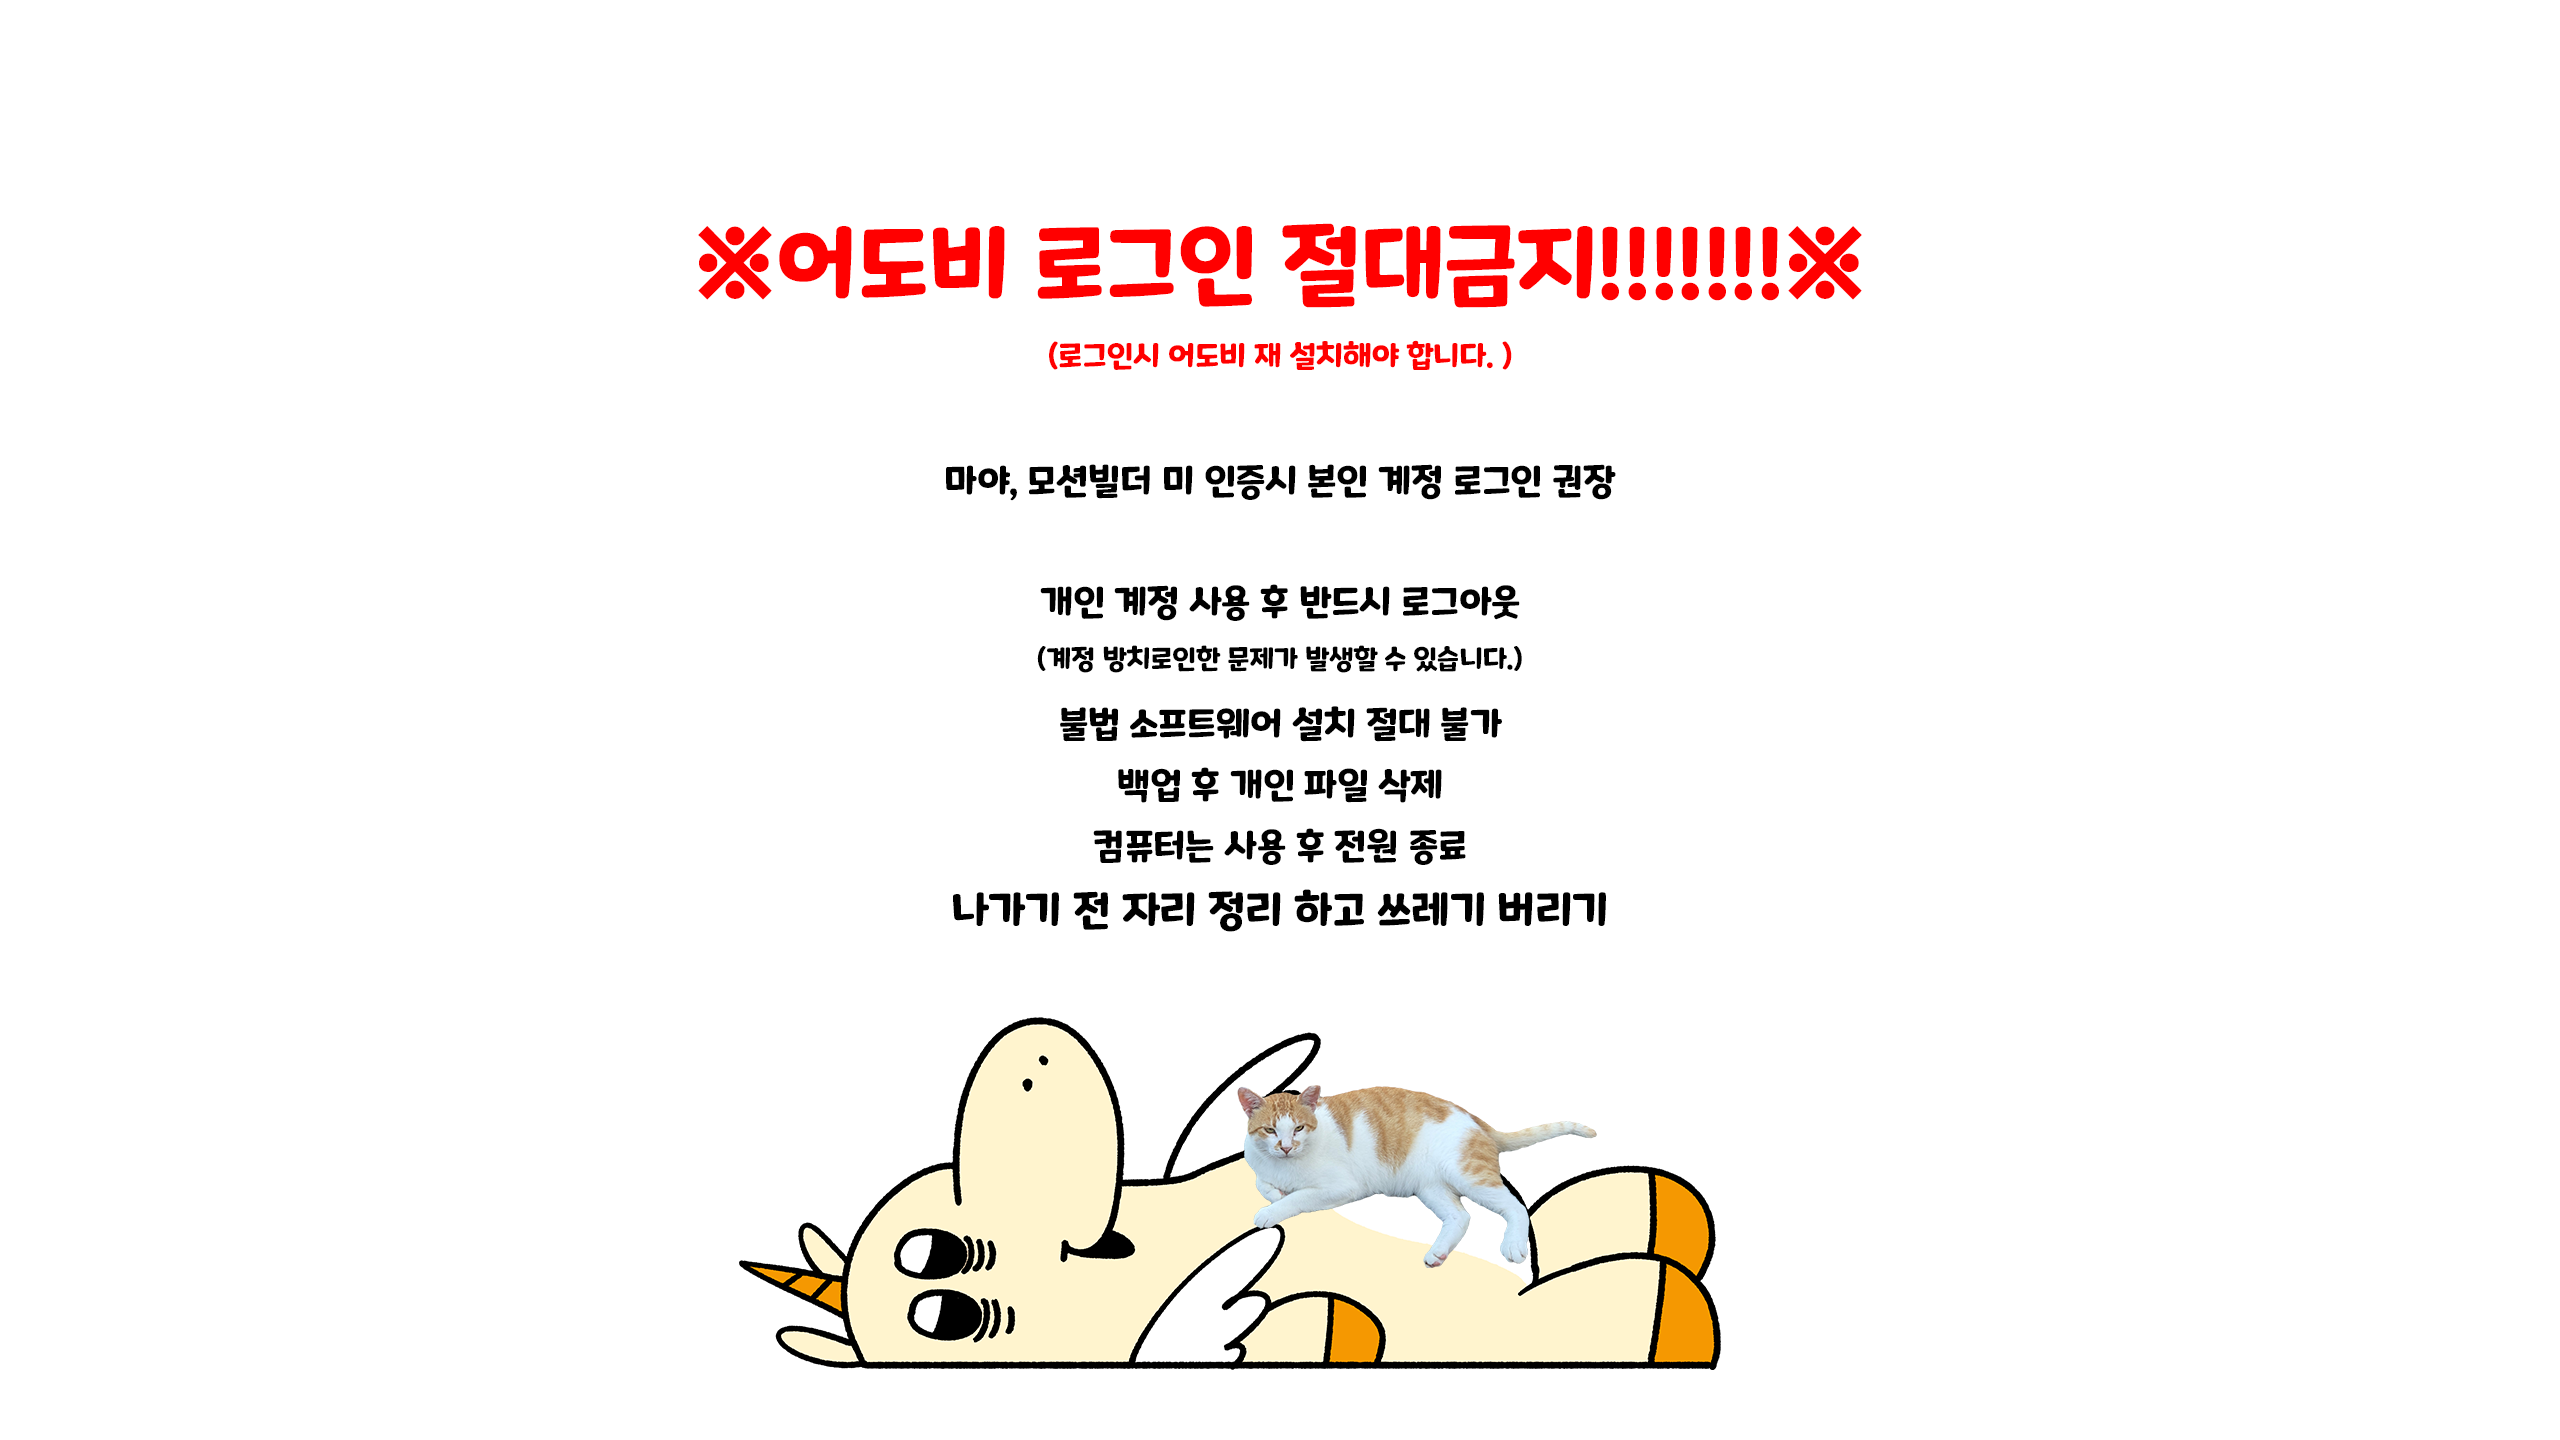 ※어도비 로그인 절대금지!!!!!!!※
(로그인시 어도비 재 설치해야 합니다. )
마야, 모션빌더 미 인증시 본인 계정 로그인 권장
개인 계정 사용 후 반드시 로그아웃
(계정 방치로인한 문제가 발생할 수 있습니다.)
불법 소프트웨어 설치 절대 불가
백업 후 개인 파일 삭제
컴퓨터는 사용 후 전원 종료
나가기 전 자리 정리 하고 쓰레기 버리기